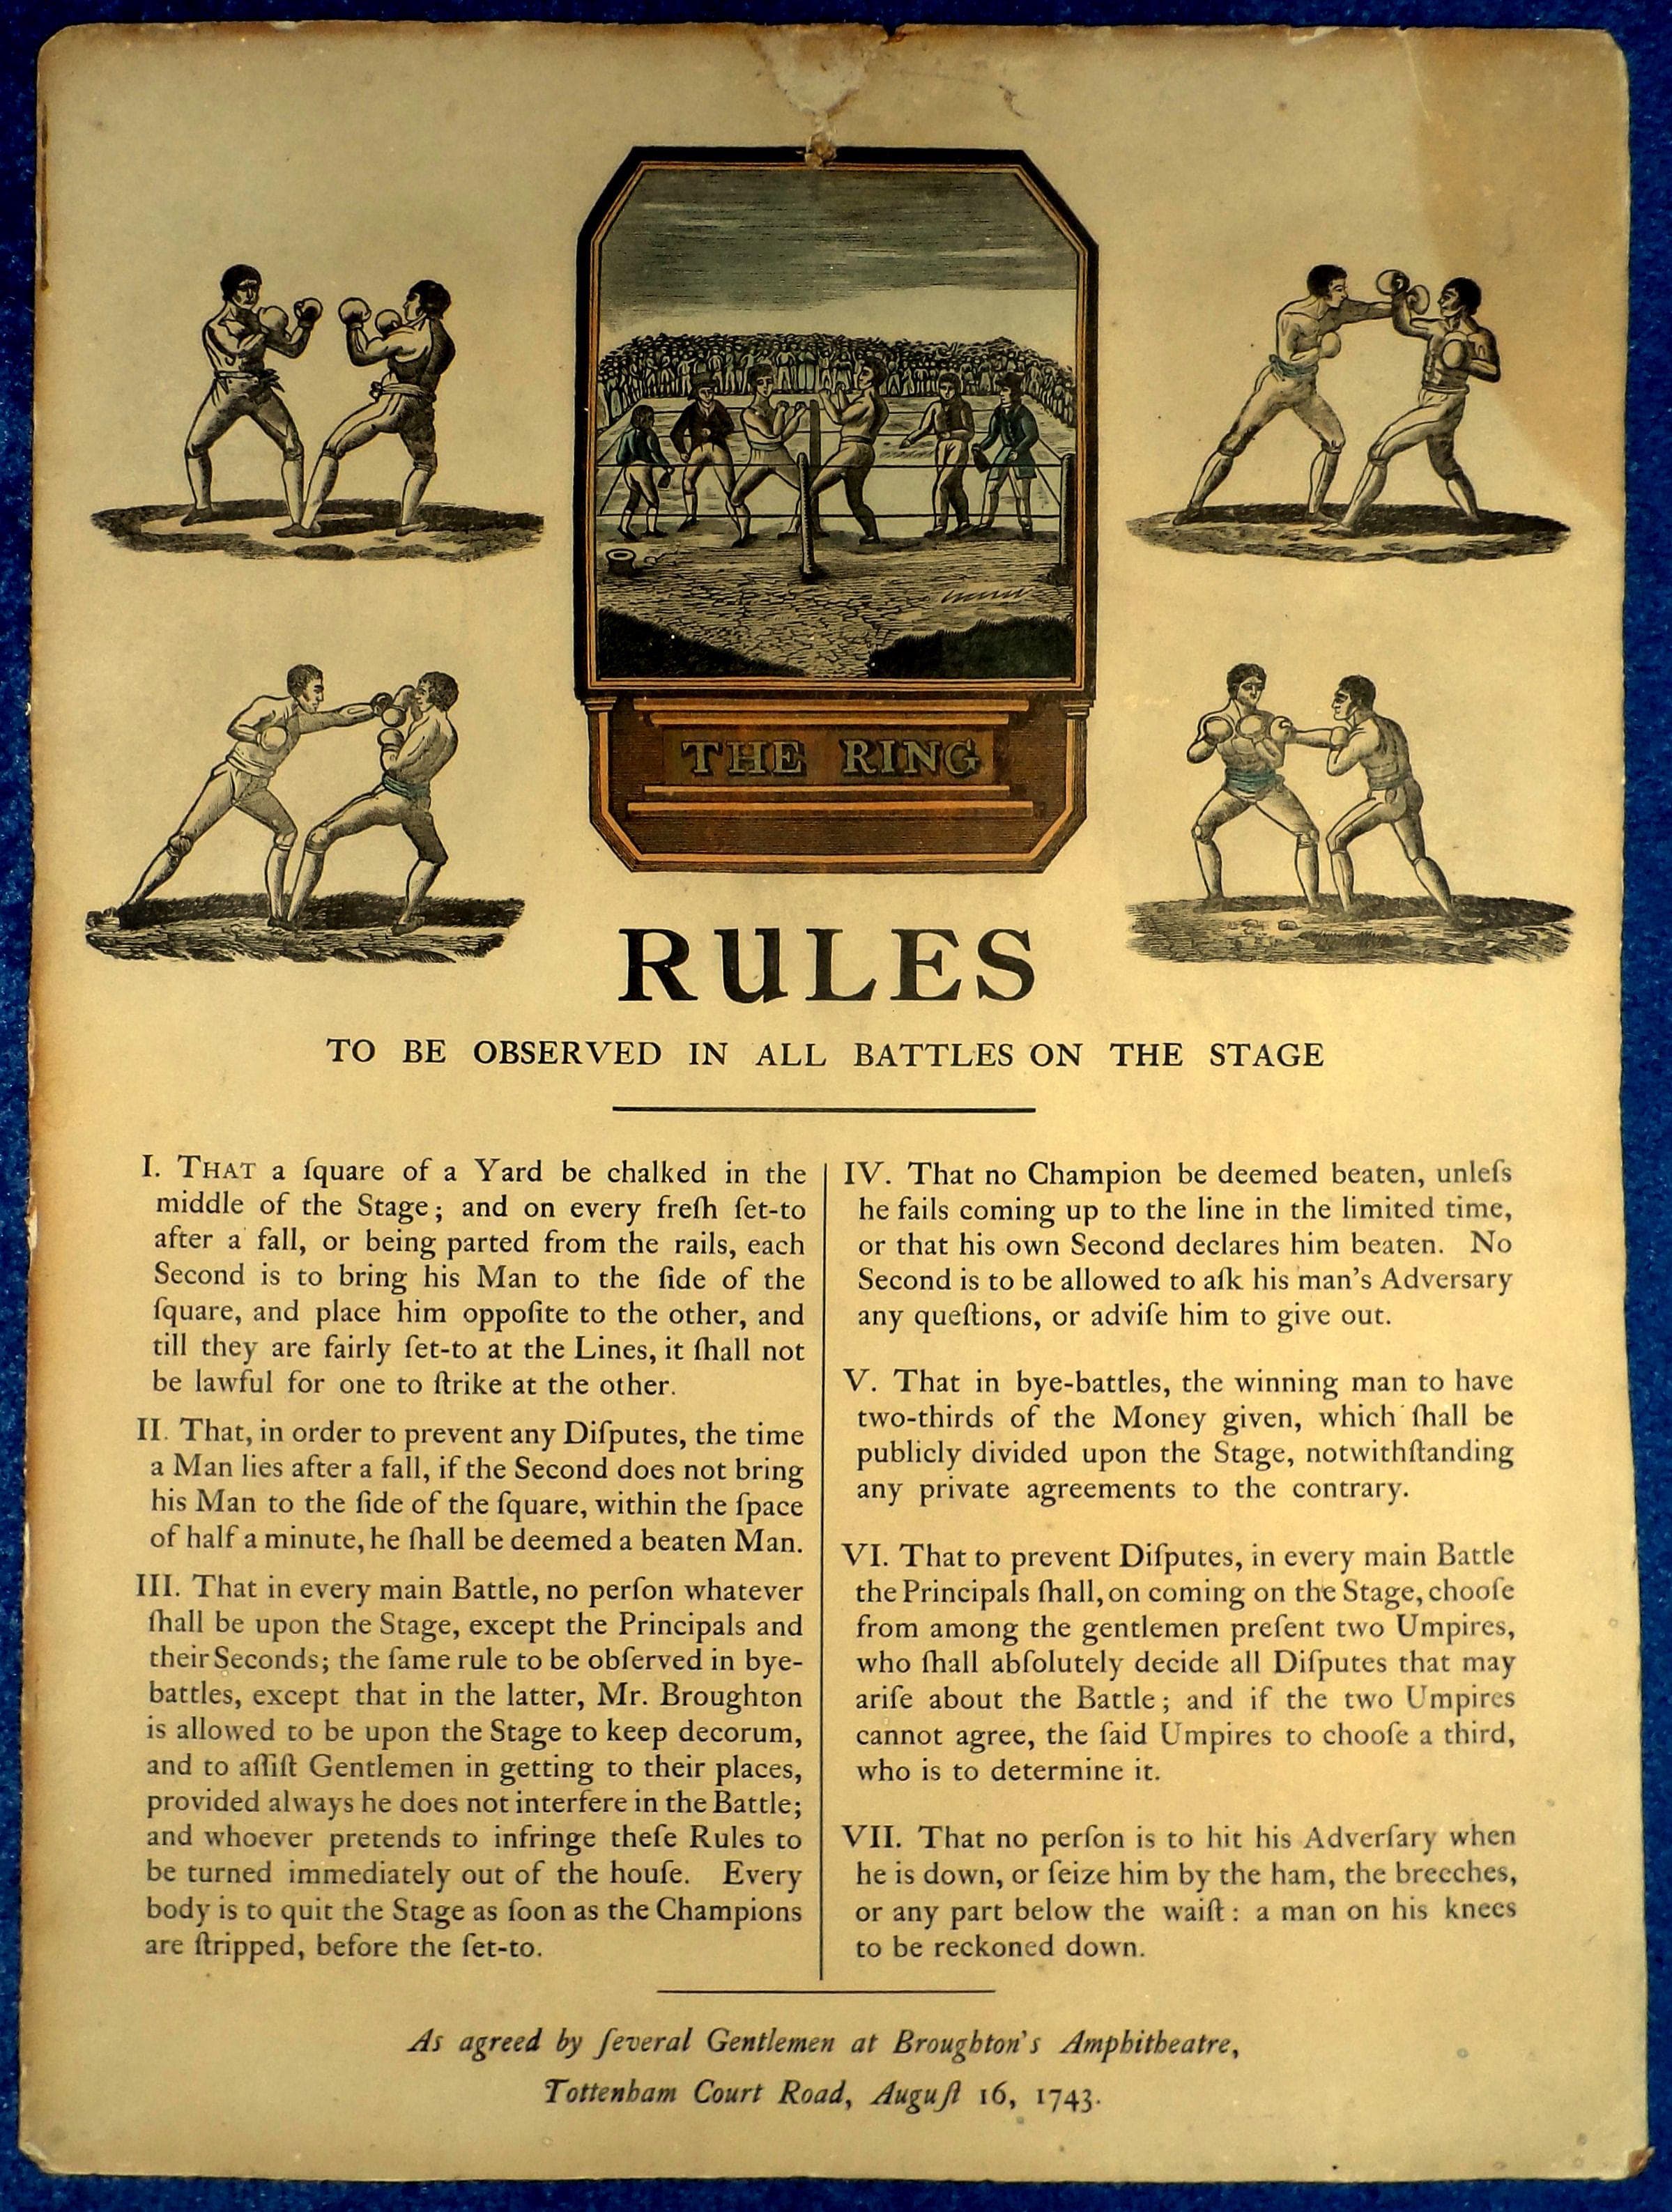 THE RING
RULES
TO BE OBSERVED IN ALL BATTLES ON THE STAGE
I. THAT a ſquare of a Yard be chalked in the
middle of the Stage; and on every freſh ſet-to
after a fall, or being parted from the rails, each
Second is to bring his Man to the ſide of the
ſquare, and place him oppoſite to the other, and
till they are fairly ſet-to at the Lines, it ſhall not
be lawful for one to ſtrike at the other.
II. That, in order to prevent any Diſputes, the time
a Man lies after a fall, if the Second does not bring
his Man to the ſide of the ſquare, within the ſpace
of half a minute, he ſhall be deemed a beaten Man.
III. That in every main Battle, no perſon whatever
ſhall be upon the Stage, except the Principals and
their Seconds; the ſame rule to be obſerved in bye-
battles, except that in the latter, Mr. Broughton
is allowed to be upon the Stage to keep decorum,
and to aſſiſt Gentlemen in getting to their places,
provided always he does not interfere in the Battle;
and whoever pretends to infringe theſe Rules to
be turned immediately out of the houſe. Every
body is to quit the Stage as ſoon as the Champions
are ſtripped, before the ſet-to.
IV. That no Champion be deemed beaten, unleſs
he fails coming up to the line in the limited time,
or that his own Second declares him beaten. No
Second is to be allowed to aſk his man's Adversary
any queſtions, or adviſe him to give out.
V. That in bye-battles, the winning man to have
two-thirds of the Money given, which ſhall be
publicly divided upon the Stage, notwithſtanding
any private agreements to the contrary.
VI. That to prevent Diſputes, in every main Battle
the Principals ſhall, on coming on the Stage, chooſe
from among the gentlemen preſent two Umpires,
who ſhall abſolutely decide all Diſputes that may
ariſe about the Battle; and if the two Umpires
cannot agree, the ſaid Umpires to chooſe a third,
who is to determine it.
VII. That no perſon is to hit his Adverſary when
he is down, or ſeize him by the ham, the breeches,
or any part below the waiſt: a man on his knees
to be reckoned down.
As agreed by ſeveral Gentlemen at Broughton's Amphitheatre,
Tottenham Court Road, Auguſt 16, 1743.